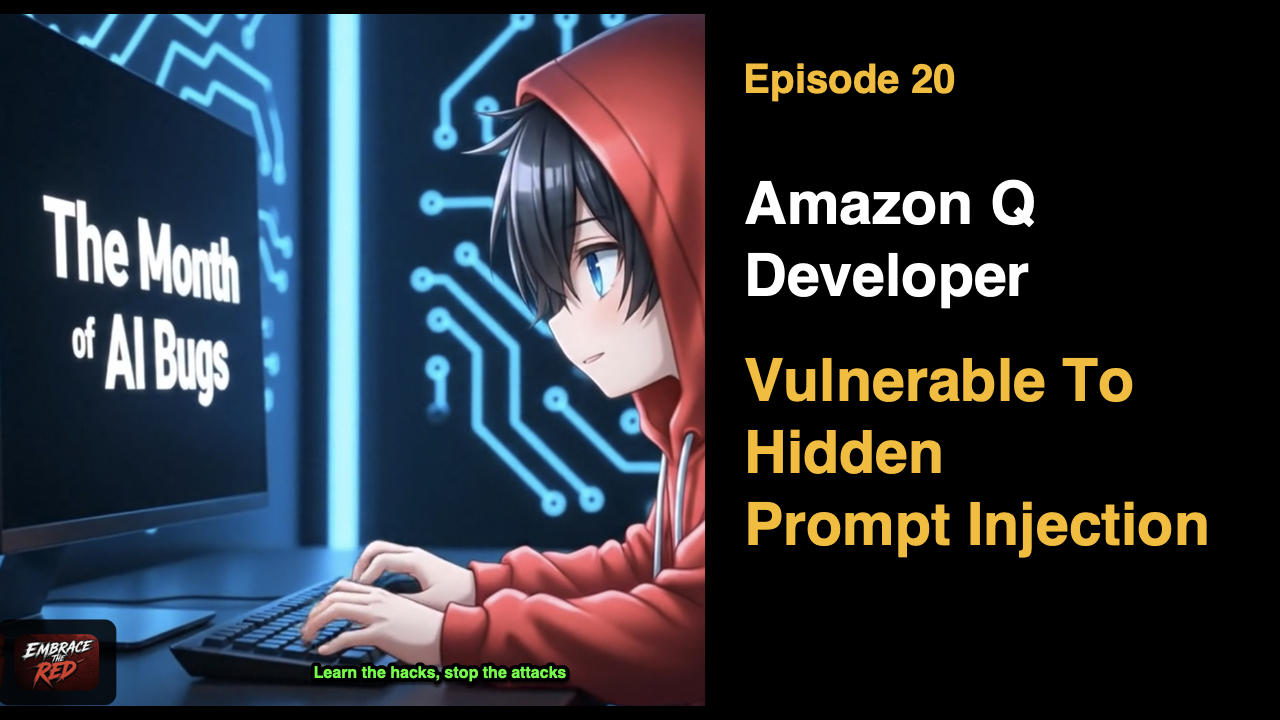 The Month
of AI Bugs
EMBRACE
THE
RED
Learn the hacks, stop the attacks
Episode 20
Amazon Q
Developer
Vulnerable To
Hidden
Prompt Injection